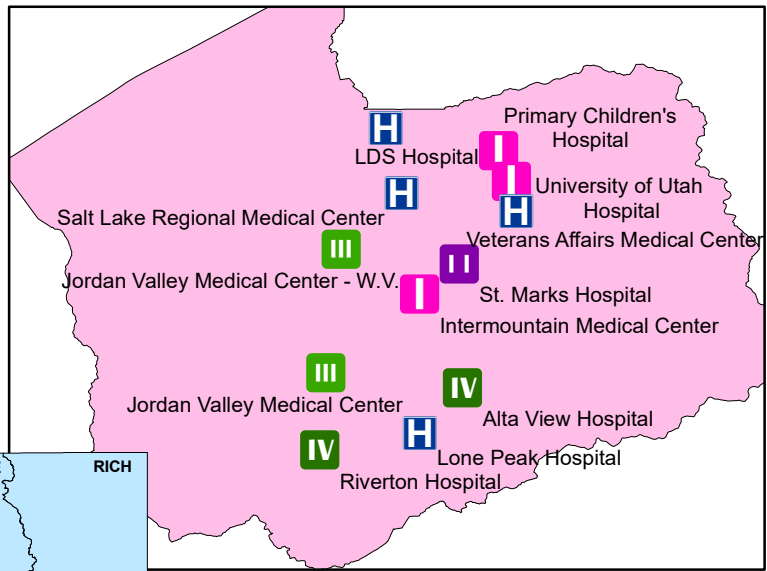 H
Primary Children's
Hospital
I
LDS Hospital
I
University of Utah
Hospital
H
H
Salt Lake Regional Medical Center
Veterans Affairs Medical Center
III
II
Jordan Valley Medical Center - W.V.
I
St. Marks Hospital
Intermountain Medical Center
III
IV
Jordan Valley Medical Center
Alta View Hospital
H
IV
Lone Peak Hospital
RICH
Riverton Hospital